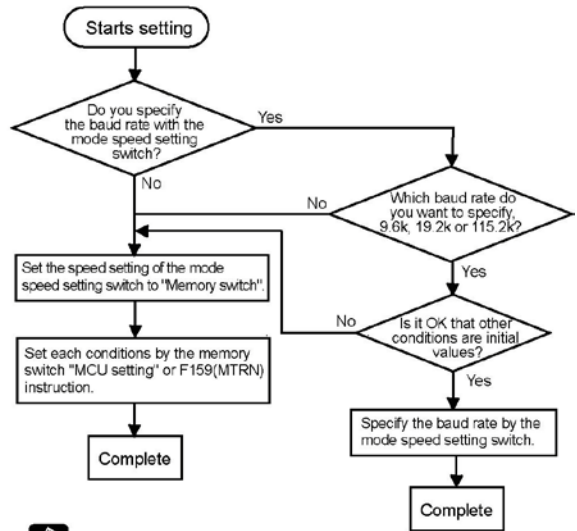 Starts setting
Do you specify
the baud rate with the
mode speed setting
switch?
Yes
No
No
Which baud rate do
you want to specify,
9.6k, 19.2k or 115.2k?
Set the speed setting of the mode
speed setting switch to "Memory switch".
Yes
No
Is it OK that other
conditions are initial
values?
Set each conditions by the memory
switch "MCU setting" or F159(MTRN)
instruction.
Yes
Specify the baud rate by the
mode speed setting switch.
Complete
Complete